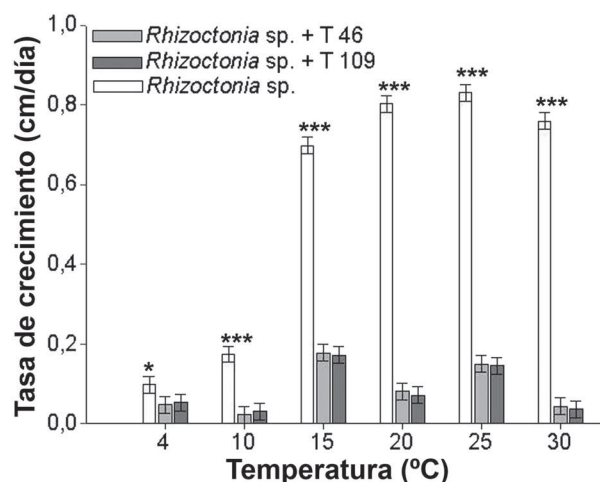 Rhizoctonia sp. + T 46
Rhizoctonia sp. + T 109
Rhizoctonia sp.
Tasa de crecimiento (cm/día)
1,0
0,8
0,6
0,4
0,2
0,0
*
***
***
***
***
***
4 10 15 20 25 30
Temperatura (ºC)